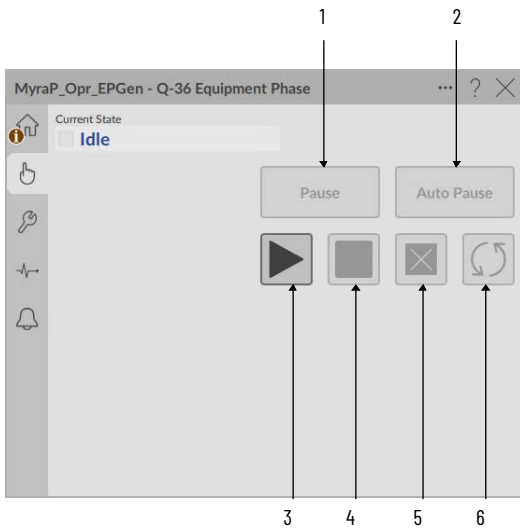 1 2
MyraP_Opr_EPGen - Q-36 Equipment Phase ... ?
Current State
i Idle
Pause Auto Pause
3 4 5 6